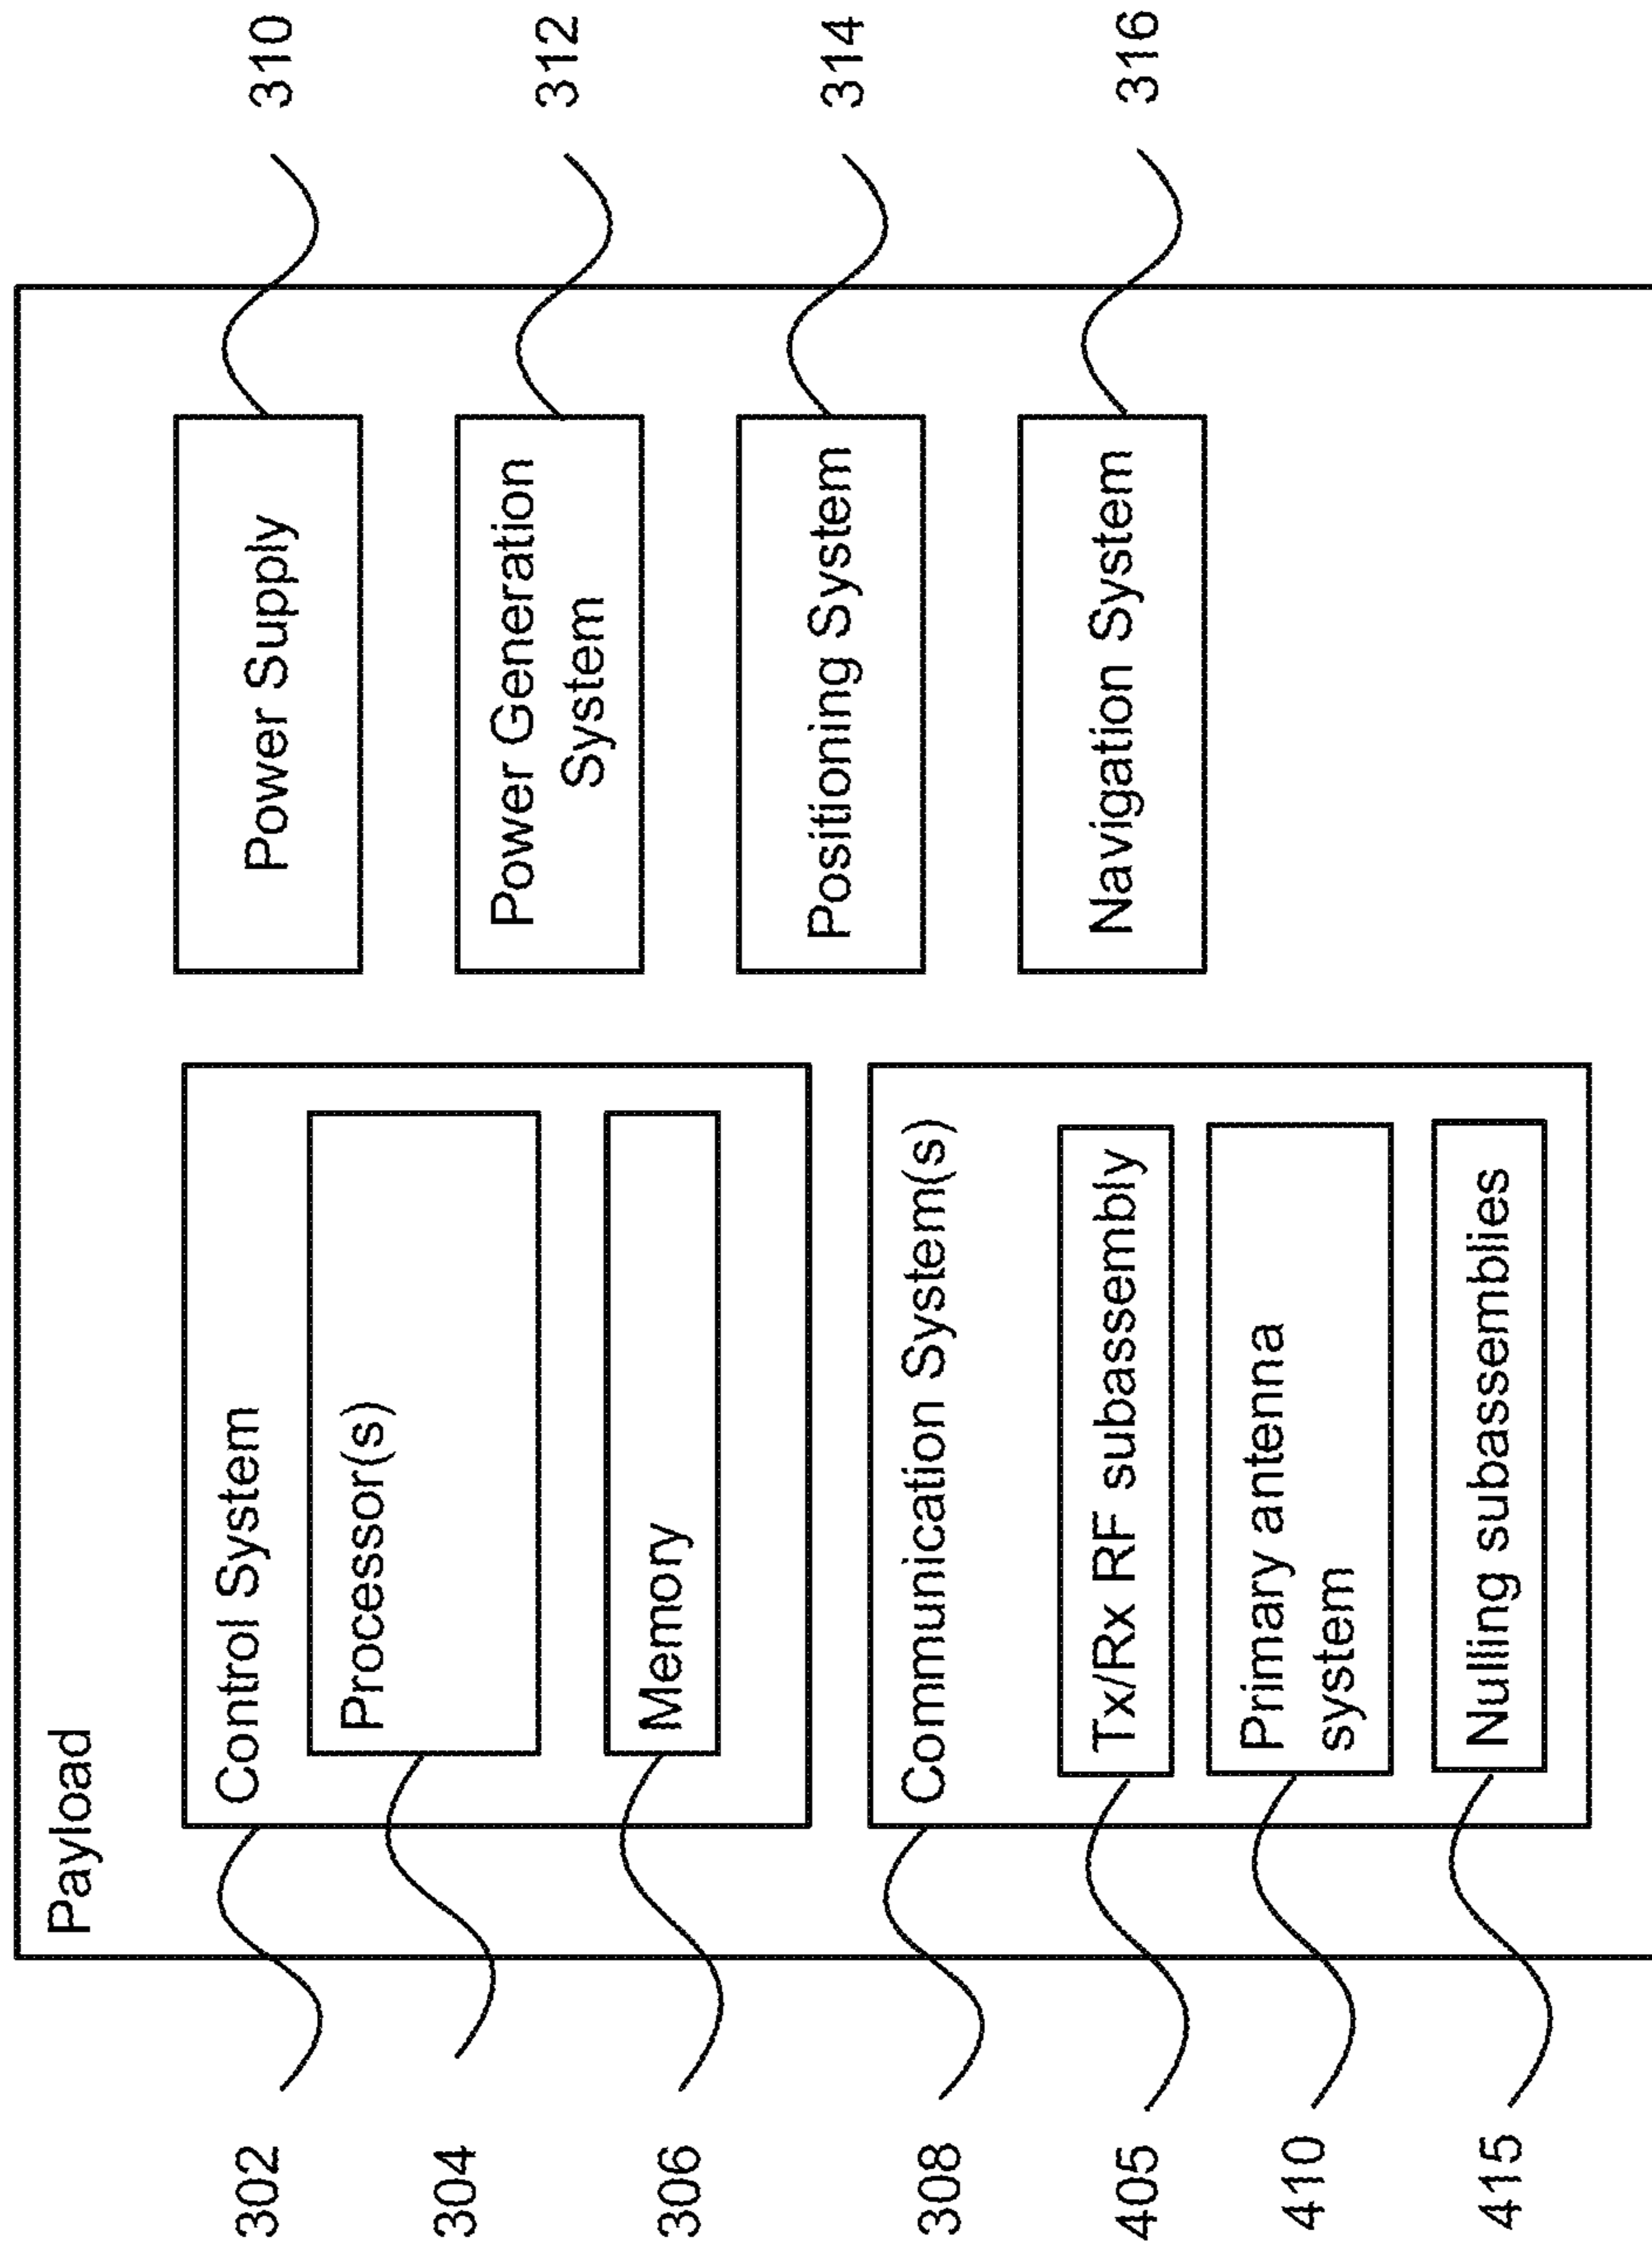 Payload
302
Control System
304
Processor(s)
306
Memory
308
Communication System(s)
405
Tx/Rx RF subassembly
410
Primary antenna
system
415
Nulling subassemblies
Power Supply
310
Power Generation
System
312
Positioning System
314
Navigation System
316